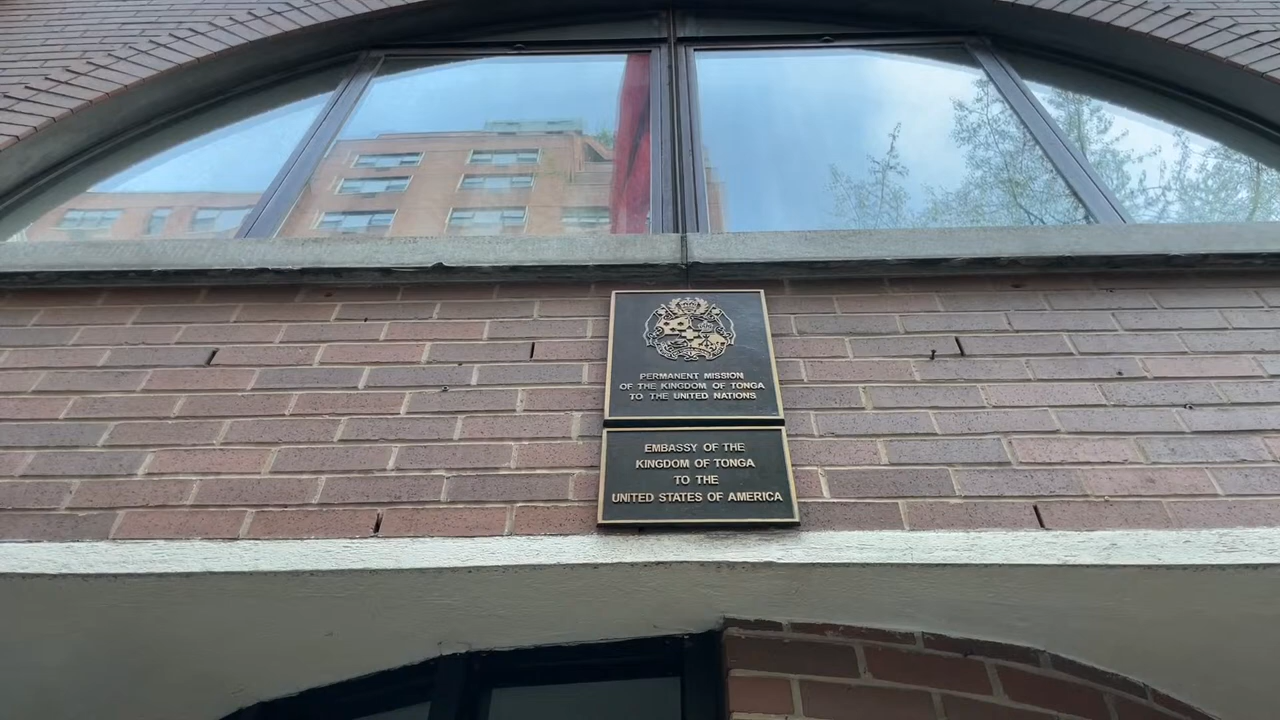 PERMANENT MISSION
OF THE KINGDOM OF TONGA
TO THE UNITED NATIONS
EMBASSY OF THE
KINGDOM OF TONGA
TO THE
UNITED STATES OF AMERICA